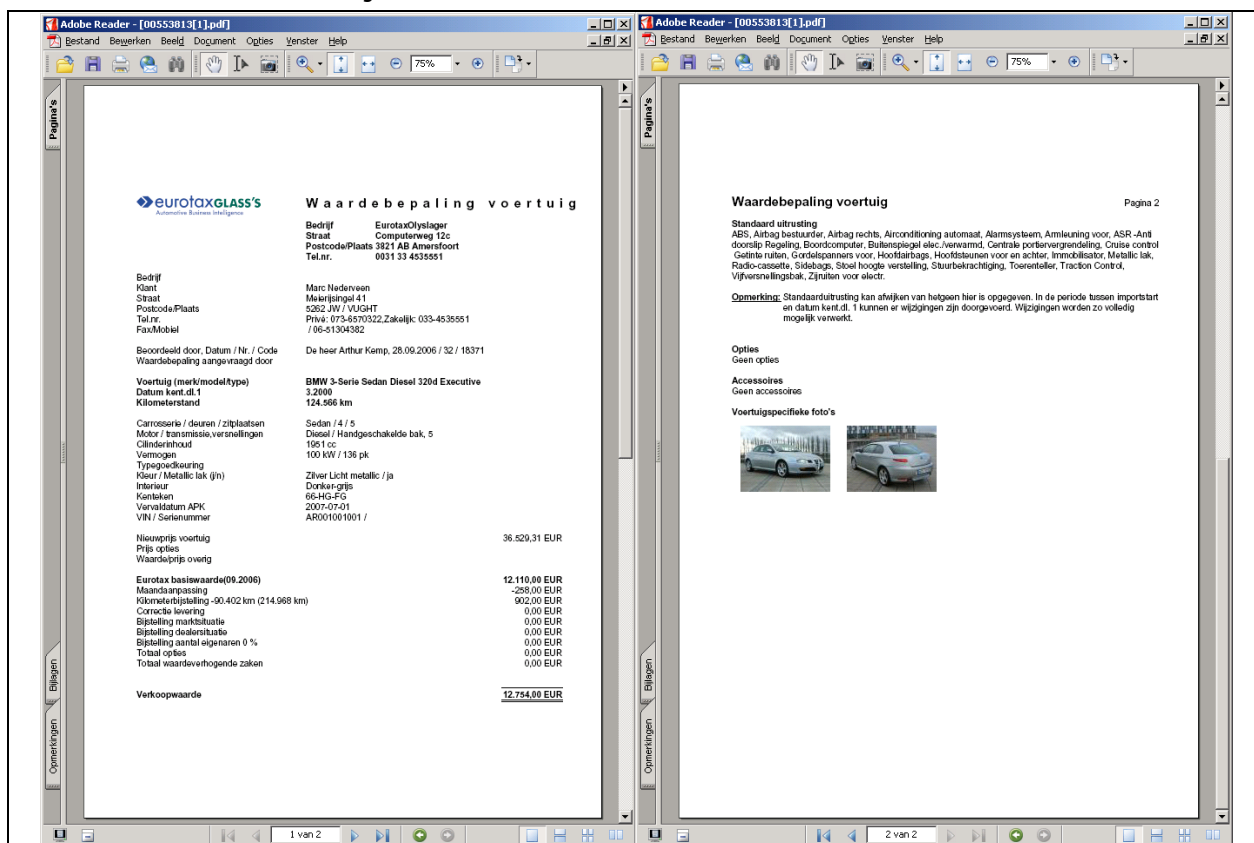 Adobe Reader - [00553813[1].pdf]
Bestand Bewerken Beeld Document Opties Venster Help
75%
Pagina's
eurotaxGLASS'S
Automotive Business Intelligence
Waardebepaling voertuig
Bedrijf EurotaxOlyslager
Straat Computerweg 12c
Postcode/Plaats 3821 AB Amersfoort
Tel.nr. 0031 33 4535551
Bedrijf
Klant Marc Nederveen
Straat Meierijsingel 41
Postcode/Plaats 5262 JW / VUGHT
Tel.nr. Privé: 073-6570322,Zakelijk: 033-4535551
Fax/Mobiel / 06-51304382
Beoordeeld door, Datum / Nr. / Code De heer Arthur Kemp, 28.09.2006 / 32 / 18371
Waardebepaling aangevraagd door
Voertuig (merk/model/type) BMW 3-Serie Sedan Diesel 320d Executive
Datum kent.dl.1 3.2000
Kilometerstand 124.566 km
Carrosserie / deuren / zitplaatsen Sedan / 4 / 5
Motor / transmissie,versnellingen Diesel / Handgeschakelde bak, 5
Cilinderinhoud 1951 cc
Vermogen 100 kW / 136 pk
Typegoedkeuring
Kleur / Metallic lak (j/n) Zilver Licht metallic / ja
Interieur Donker-grijs
Kenteken 66-HG-FG
Vervaldatum APK 2007-07-01
VIN / Serienummer AR001001001 /
Nieuwprijs voertuig 36.529,31 EUR
Prijs opties
Waarde/prijs overig
Eurotax basiswaarde(09.2006) 12.110,00 EUR
Maandaanpassing -258,00 EUR
Kilometerbijstelling -90.402 km (214.968 km) 902,00 EUR
Correctie levering 0,00 EUR
Bijstelling marktsituatie 0,00 EUR
Bijstelling dealersituatie 0,00 EUR
Bijstelling aantal eigenaren 0 % 0,00 EUR
Totaal opties 0,00 EUR
Totaal waardeverhogende zaken 0,00 EUR
Verkoopwaarde 12.754,00 EUR
Bijlagen
Opmerkingen
1 van 2
Adobe Reader - [00553813[1].pdf]
Bestand Bewerken Beeld Document Opties Venster Help
75%
Pagina's
Waardebepaling voertuig Pagina 2
Standaard uitrusting
ABS, Airbag bestuurder, Airbag rechts, Airconditioning automaat, Alarmsysteem, Armleuning voor, ASR -Anti
doorslip Regeling, Boordcomputer, Buitenspiegel elec./verwarmd, Centrale portiervergrendeling, Cruise control
Getinte ruiten, Gordelspanners voor, Hoofdairbags, Hoofdsteunen voor en achter, Immobilisator, Metallic lak,
Radio-cassette, Sidebags, Stoel hoogte verstelling, Stuurbekrachtiging, Toerenteller, Traction Control,
Vijfversnellingsbak, Zijruiten voor electr.
Opmerking: Standaarduitrusting kan afwijken van hetgeen hier is opgegeven. In de periode tussen importstart
en datum kent.dl. 1 kunnen er wijzigingen zijn doorgevoerd. Wijzigingen worden zo volledig
mogelijk verwerkt.
Opties
Geen opties
Accessoires
Geen accessoires
Voertuigspecifieke foto's
Bijlagen
Opmerkingen
2 van 2